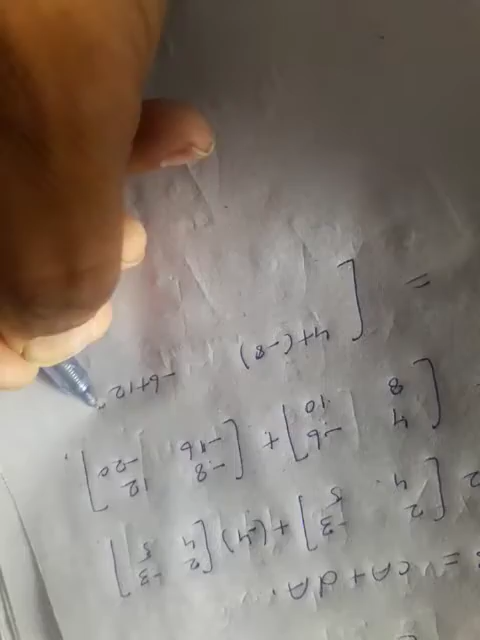 = cA + dA.
2 [2 -3 4 5] + (-4) [2 -3 4 5]
[4 -6 8 10] + [-8 12 -16 -20]
= [4+(-8) -6+12